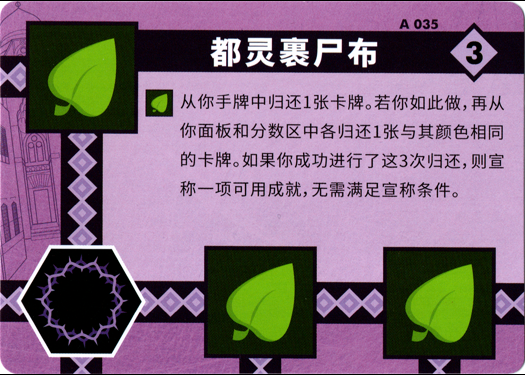 A 035
都灵裹尸布
3
从你手牌中归还1张卡牌。若你如此做，再从
你面板和分数区中各归还1张与其颜色相同
的卡牌。如果你成功进行了这3次归还，则宣
称一项可用成就，无需满足宣称条件。